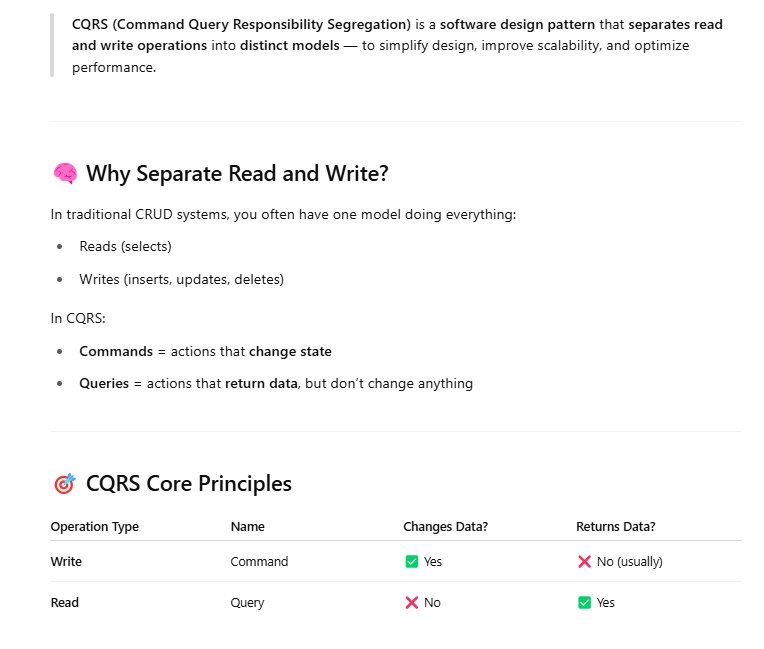 CQRS (Command Query Responsibility Segregation) is a software design pattern that separates read
and write operations into distinct models — to simplify design, improve scalability, and optimize
performance.
🧠 Why Separate Read and Write?
In traditional CRUD systems, you often have one model doing everything:
• Reads (selects)
• Writes (inserts, updates, deletes)
In CQRS:
• Commands = actions that change state
• Queries = actions that return data, but don’t change anything
🎯 CQRS Core Principles
Operation Type Name Changes Data? Returns Data?
Write Command ✅ Yes ❌ No (usually)
Read Query ❌ No ✅ Yes